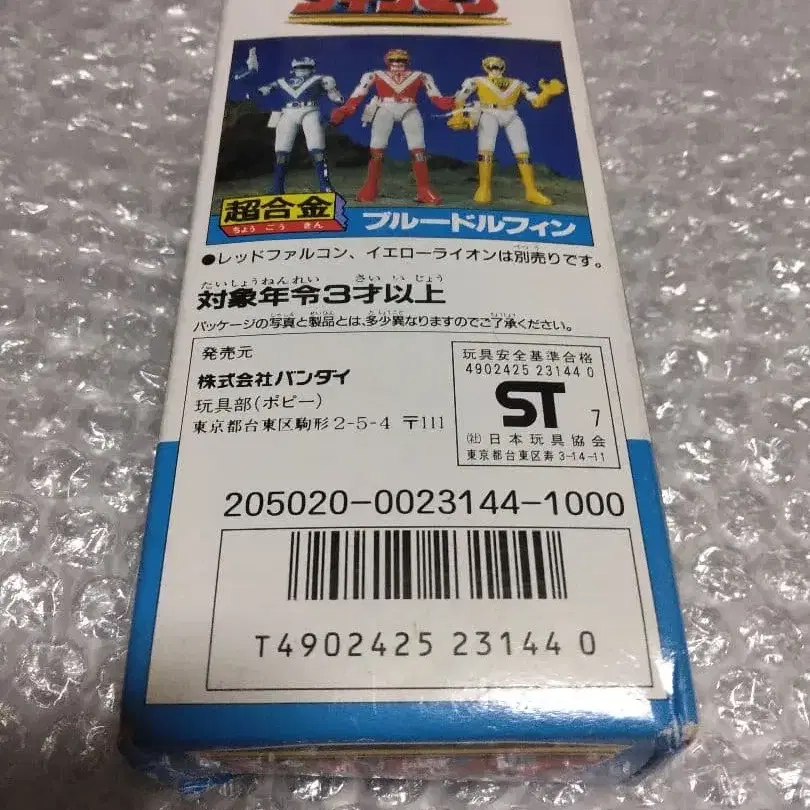 超合金
ちょうごうきん
ブルードルフィン
●レッドファルコン、イエローライオンは別売りです。
たいしょうねんれい さいいじょう
対象年令3才以上
パッケージの写真と製品とは、多少異なりますのでご了承ください。
発売元
株式会社バンダイ
玩具部(ポピー)
東京都台東区駒形2-5-4 〒111
玩具安全基準合格
4902425 23144 0
ST 7
(社)日本玩具協会
東京都台東区寿3-14-11
205020-0023144-1000
T4902425 23144 0